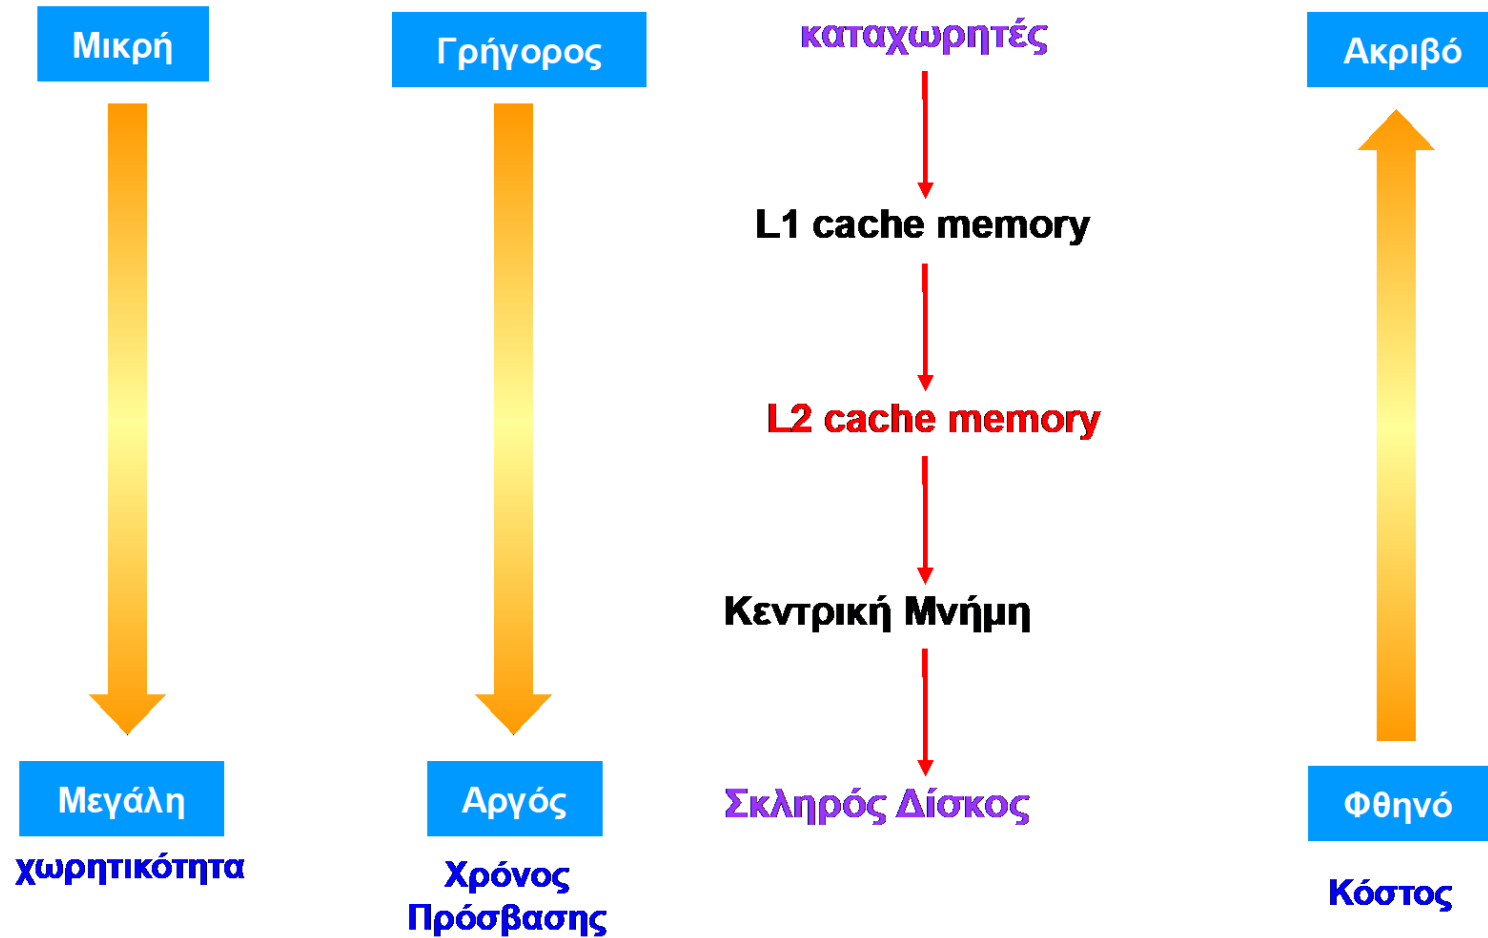 Μικρή
Γρήγορος
καταχωρητές
Ακριβό
L1 cache memory
L2 cache memory
Κεντρική Μνήμη
Μεγάλη
Αργός
Σκληρός Δίσκος
Φθηνό
χωρητικότητα
Χρόνος
Πρόσβασης
Κόστος